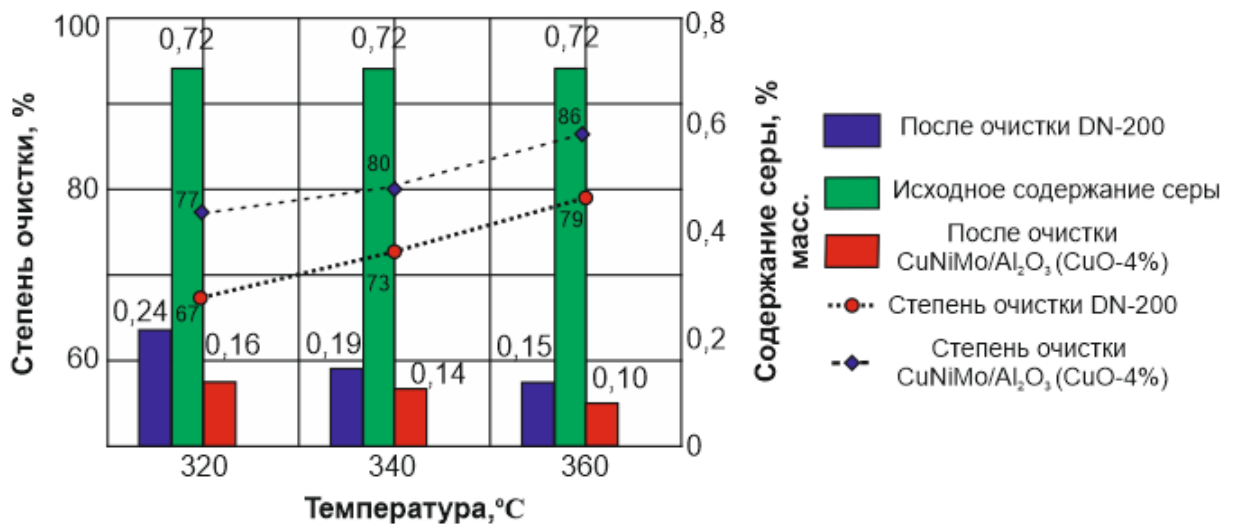 Степень очистки, %
100
80
60
0,72
0,72
0,72
77
80
86
67
73
79
0,24
0,16
0,19
0,14
0,15
0,10
320
340
360
Температура,°C
0,8
0,6
0,4
0,2
0
Содержание серы, %
масс.
После очистки DN-200
Исходное содержание серы
После очистки
CuNiMo/Al₂O₃ (CuO-4%)
Степень очистки DN-200
Степень очистки
CuNiMo/Al₂O₃ (CuO-4%)